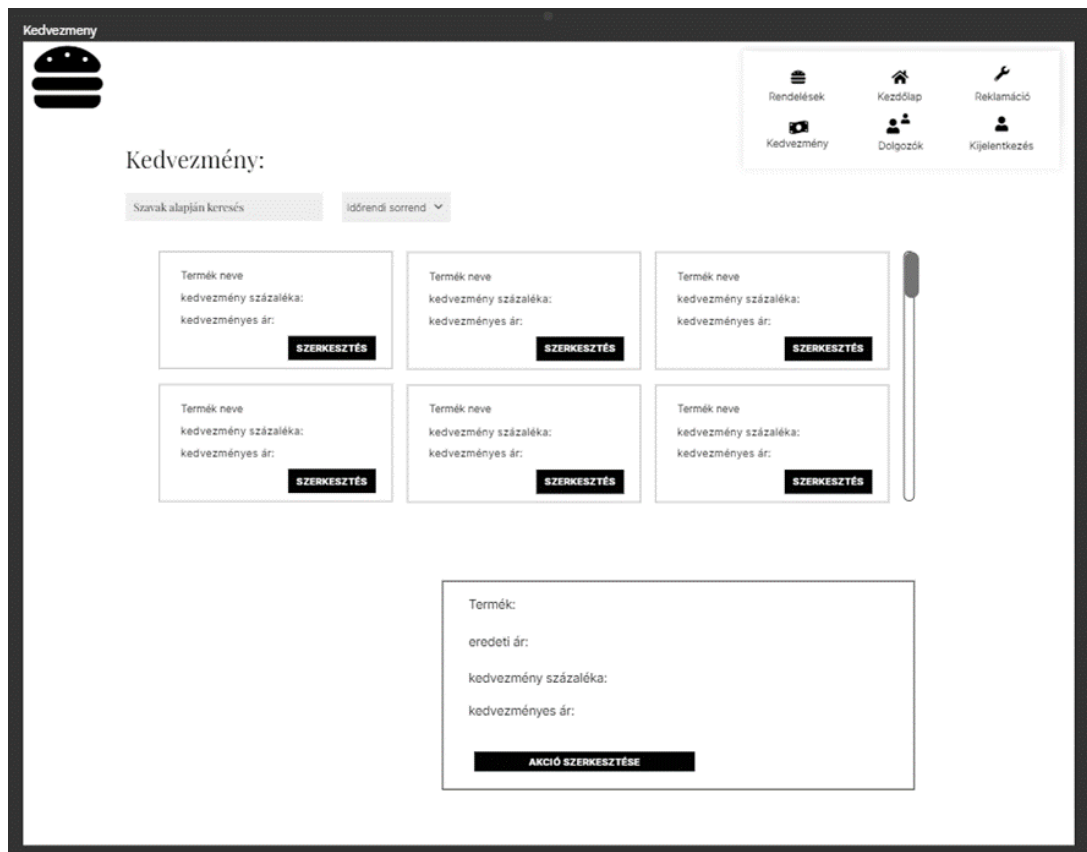 Kedvezmeny
Rendelések Kezdőlap Reklamáció
Kedvezmény Dolgozók Kijelentkezés
Kedvezmény:
Szavak alapján keresés Időrendi sorrend
Termék neve Termék neve Termék neve
kedvezmény százaléka: kedvezmény százaléka: kedvezmény százaléka:
kedvezményes ár: kedvezményes ár: kedvezményes ár:
SZERKESZTÉS SZERKESZTÉS SZERKESZTÉS
Termék neve Termék neve Termék neve
kedvezmény százaléka: kedvezmény százaléka: kedvezmény százaléka:
kedvezményes ár: kedvezményes ár: kedvezményes ár:
SZERKESZTÉS SZERKESZTÉS SZERKESZTÉS
Termék:
eredeti ár:
kedvezmény százaléka:
kedvezményes ár:
AKCIÓ SZERKESZTÉSE